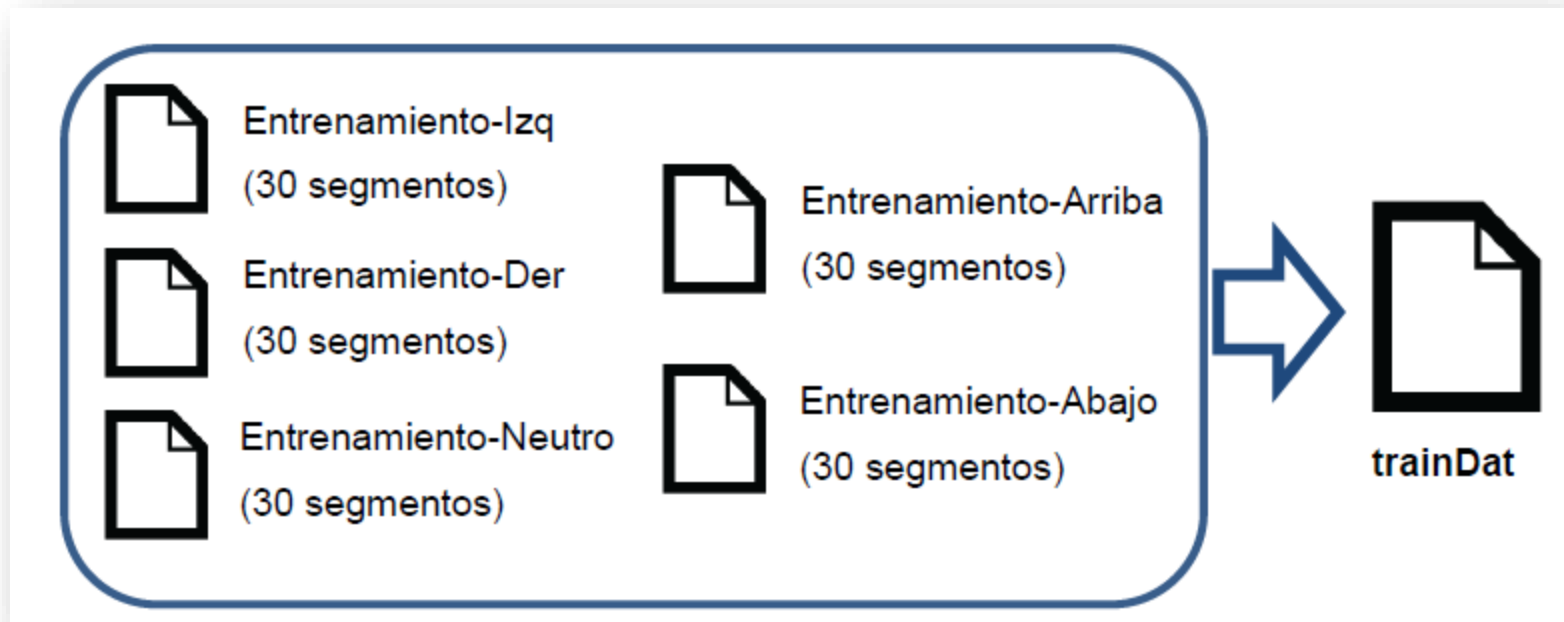 Entrenamiento-Izq
(30 segmentos)
Entrenamiento-Der
(30 segmentos)
Entrenamiento-Neutro
(30 segmentos)
Entrenamiento-Arriba
(30 segmentos)
Entrenamiento-Abajo
(30 segmentos)
trainDat